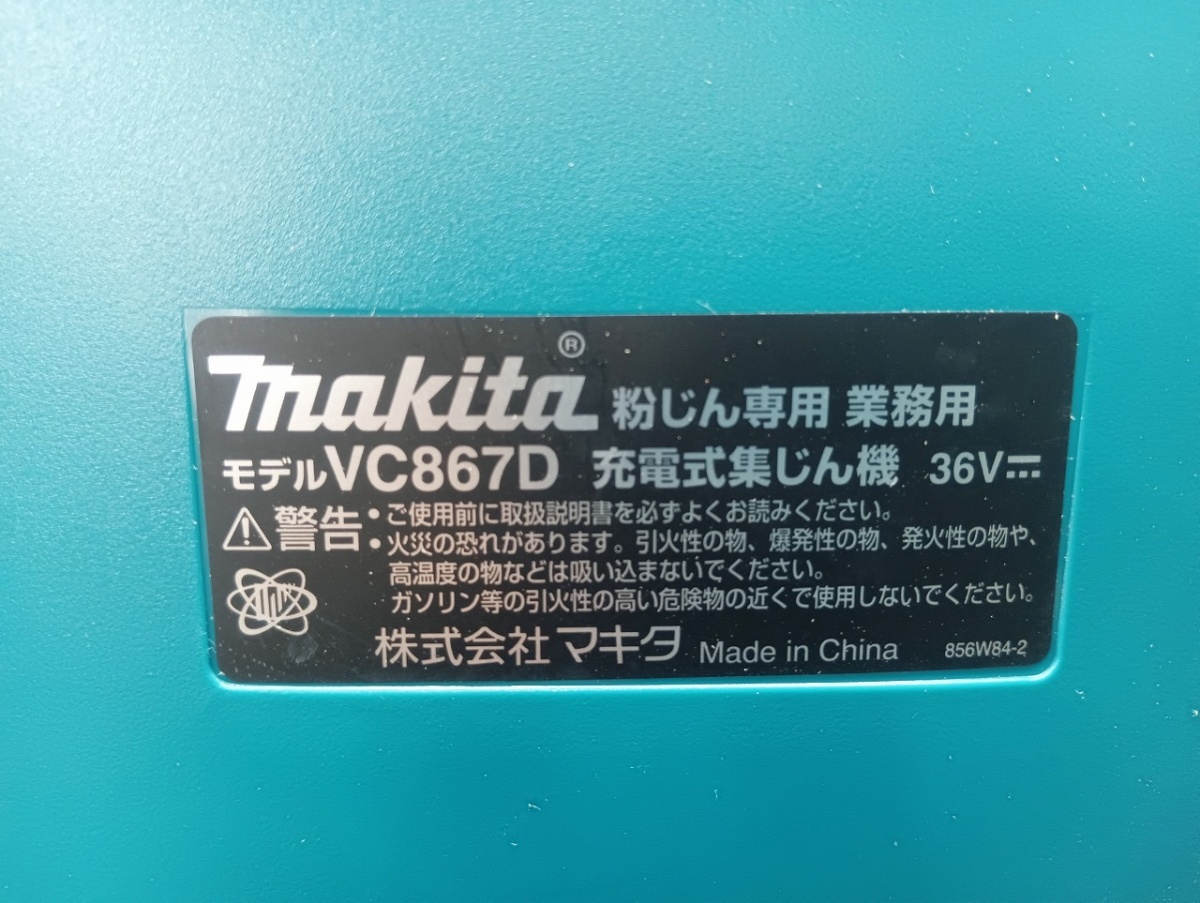 makita® 粉じん専用 業務用
モデルVC867D 充電式集じん機 36V⎓
⚠警告 •ご使用前に取扱説明書を必ずよくお読みください。
•火災の恐れがあります。引火性の物、爆発性の物、発火性の物や、
高温度の物などは吸い込まないでください。
ガソリン等の引火性の高い危険物の近くで使用しないでください。
株式会社マキタ Made in China 856W84-2